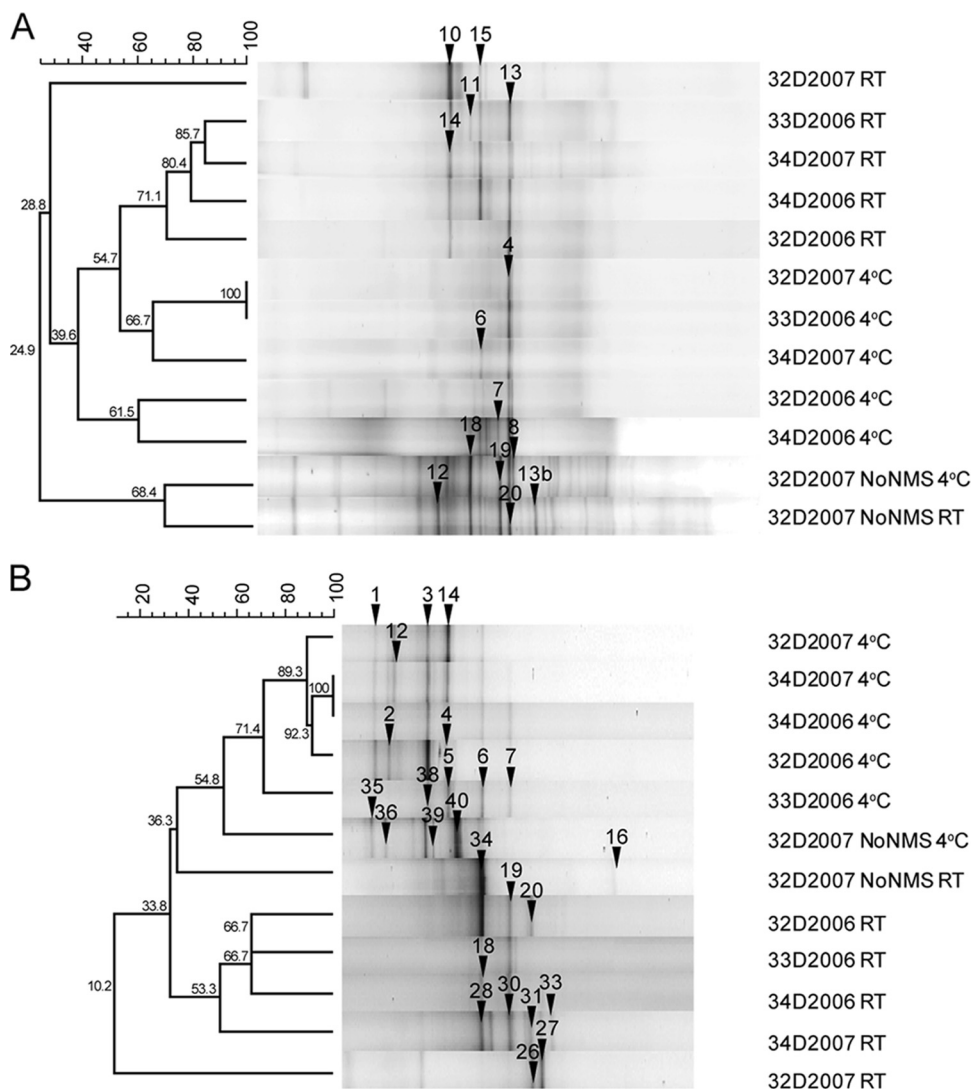 A
40 60 80 100
10 15
32D2007 RT
13
11
33D2006 RT
14
85.7
34D2007 RT
80.4
34D2006 RT
71.1
28.8
32D2006 RT
4
54.7
32D2007 4°C
100
33D2006 4°C
6
66.7
39.6
24.9
34D2007 4°C
7
32D2006 4°C
61.5
18 8
34D2006 4°C
19
12 13b
32D2007 NoNMS 4°C
68.4
20
32D2007 NoNMS RT
B
20 40 60 80 100
1 3 14
12
32D2007 4°C
89.3
100
34D2007 4°C
2 4
34D2006 4°C
92.3
71.4
5 6 7
32D2006 4°C
38
54.8
35
33D2006 4°C
36 39 40
36.3
34 16
32D2007 NoNMS 4°C
19
32D2007 NoNMS RT
20
33.8
32D2006 RT
66.7
18
33D2006 RT
66.7
28 30 33
53.3
31
34D2006 RT
10.2
27
34D2007 RT
26
32D2007 RT